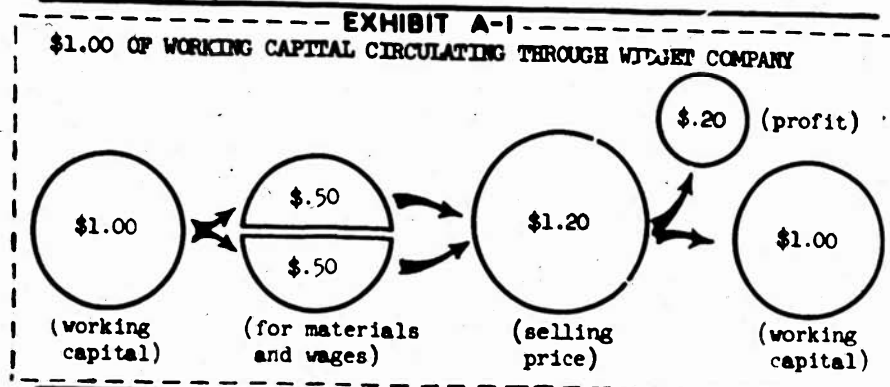 EXHIBIT A-1
$1.00 OF WORKING CAPITAL CIRCULATING THROUGH WIDGET COMPANY
$.20 (profit)
$1.00
$.50
$.50
$1.20
$1.00
(working
capital)
(for materials
and wages)
(selling
price)
(working
capital)